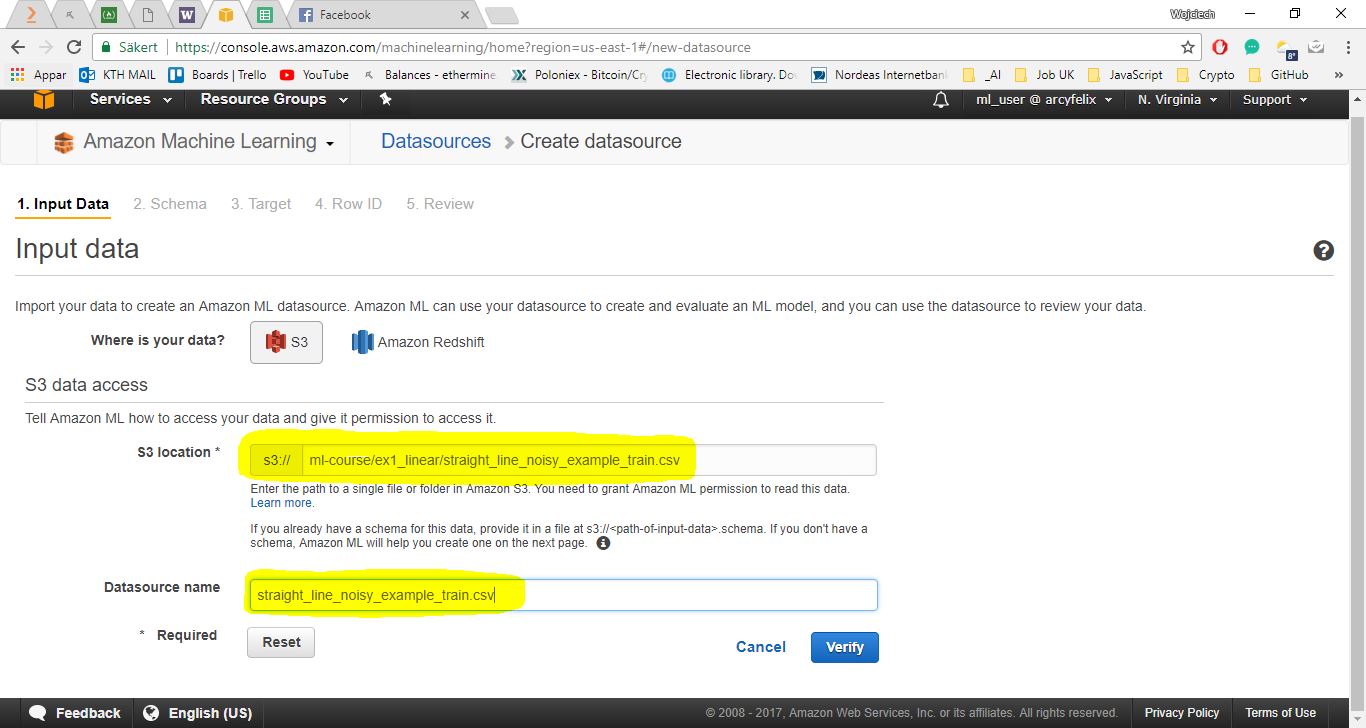 Facebook
Wojciech
Säkert https://console.aws.amazon.com/machinelearning/home?region=us-east-1#/new-datasource
Appar KTH MAIL Boards | Trello YouTube Balances - ethermine Poloniex - Bitcoin/Cry Electronic library. Do Nordeas Internetban _AI Job UK JavaScript Crypto GitHub »
Services Resource Groups ml_user @ arcyfelix N. Virginia Support
Amazon Machine Learning Datasources Create datasource
1. Input Data 2. Schema 3. Target 4. Row ID 5. Review
Input data
Import your data to create an Amazon ML datasource. Amazon ML can use your datasource to create and evaluate an ML model, and you can use the datasource to review your data.
Where is your data? S3 Amazon Redshift
S3 data access
Tell Amazon ML how to access your data and give it permission to access it.
S3 location * s3:// ml-course/ex1_linear/straight_line_noisy_example_train.csv
Enter the path to a single file or folder in Amazon S3. You need to grant Amazon ML permission to read this data.
Learn more.
If you already have a schema for this data, provide it in a file at s3://<path-of-input-data>.schema. If you don't have a
schema, Amazon ML will help you create one on the next page.
Datasource name straight_line_noisy_example_train.csv
* Required Reset Cancel Verify
Feedback English (US) © 2008 - 2017, Amazon Web Services, Inc. or its affiliates. All rights reserved. Privacy Policy Terms of Use